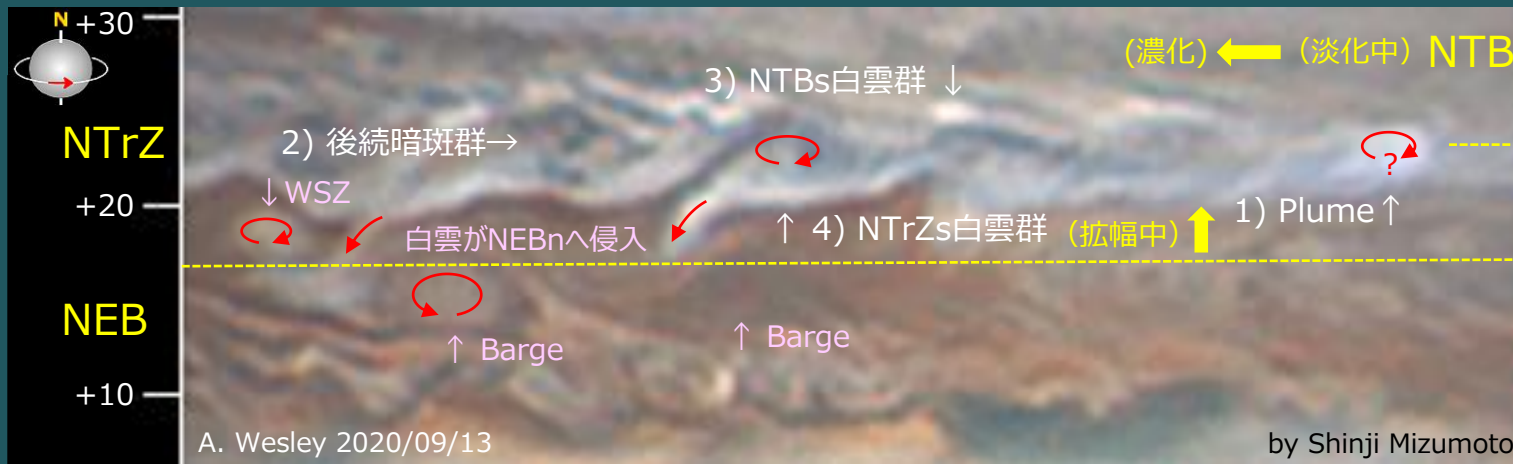 N
+30
(濃化)
(淡化中) NTB
3) NTBs白雲群 ↓
NTrZ
2) 後続暗斑群→
?
↓WSZ
+20
白雲がNEBnへ侵入
↑ 4) NTrZs白雲群 (拡幅中)
1) Plume↑
NEB
↑ Barge
↑ Barge
+10
A. Wesley 2020/09/13
by Shinji Mizumoto